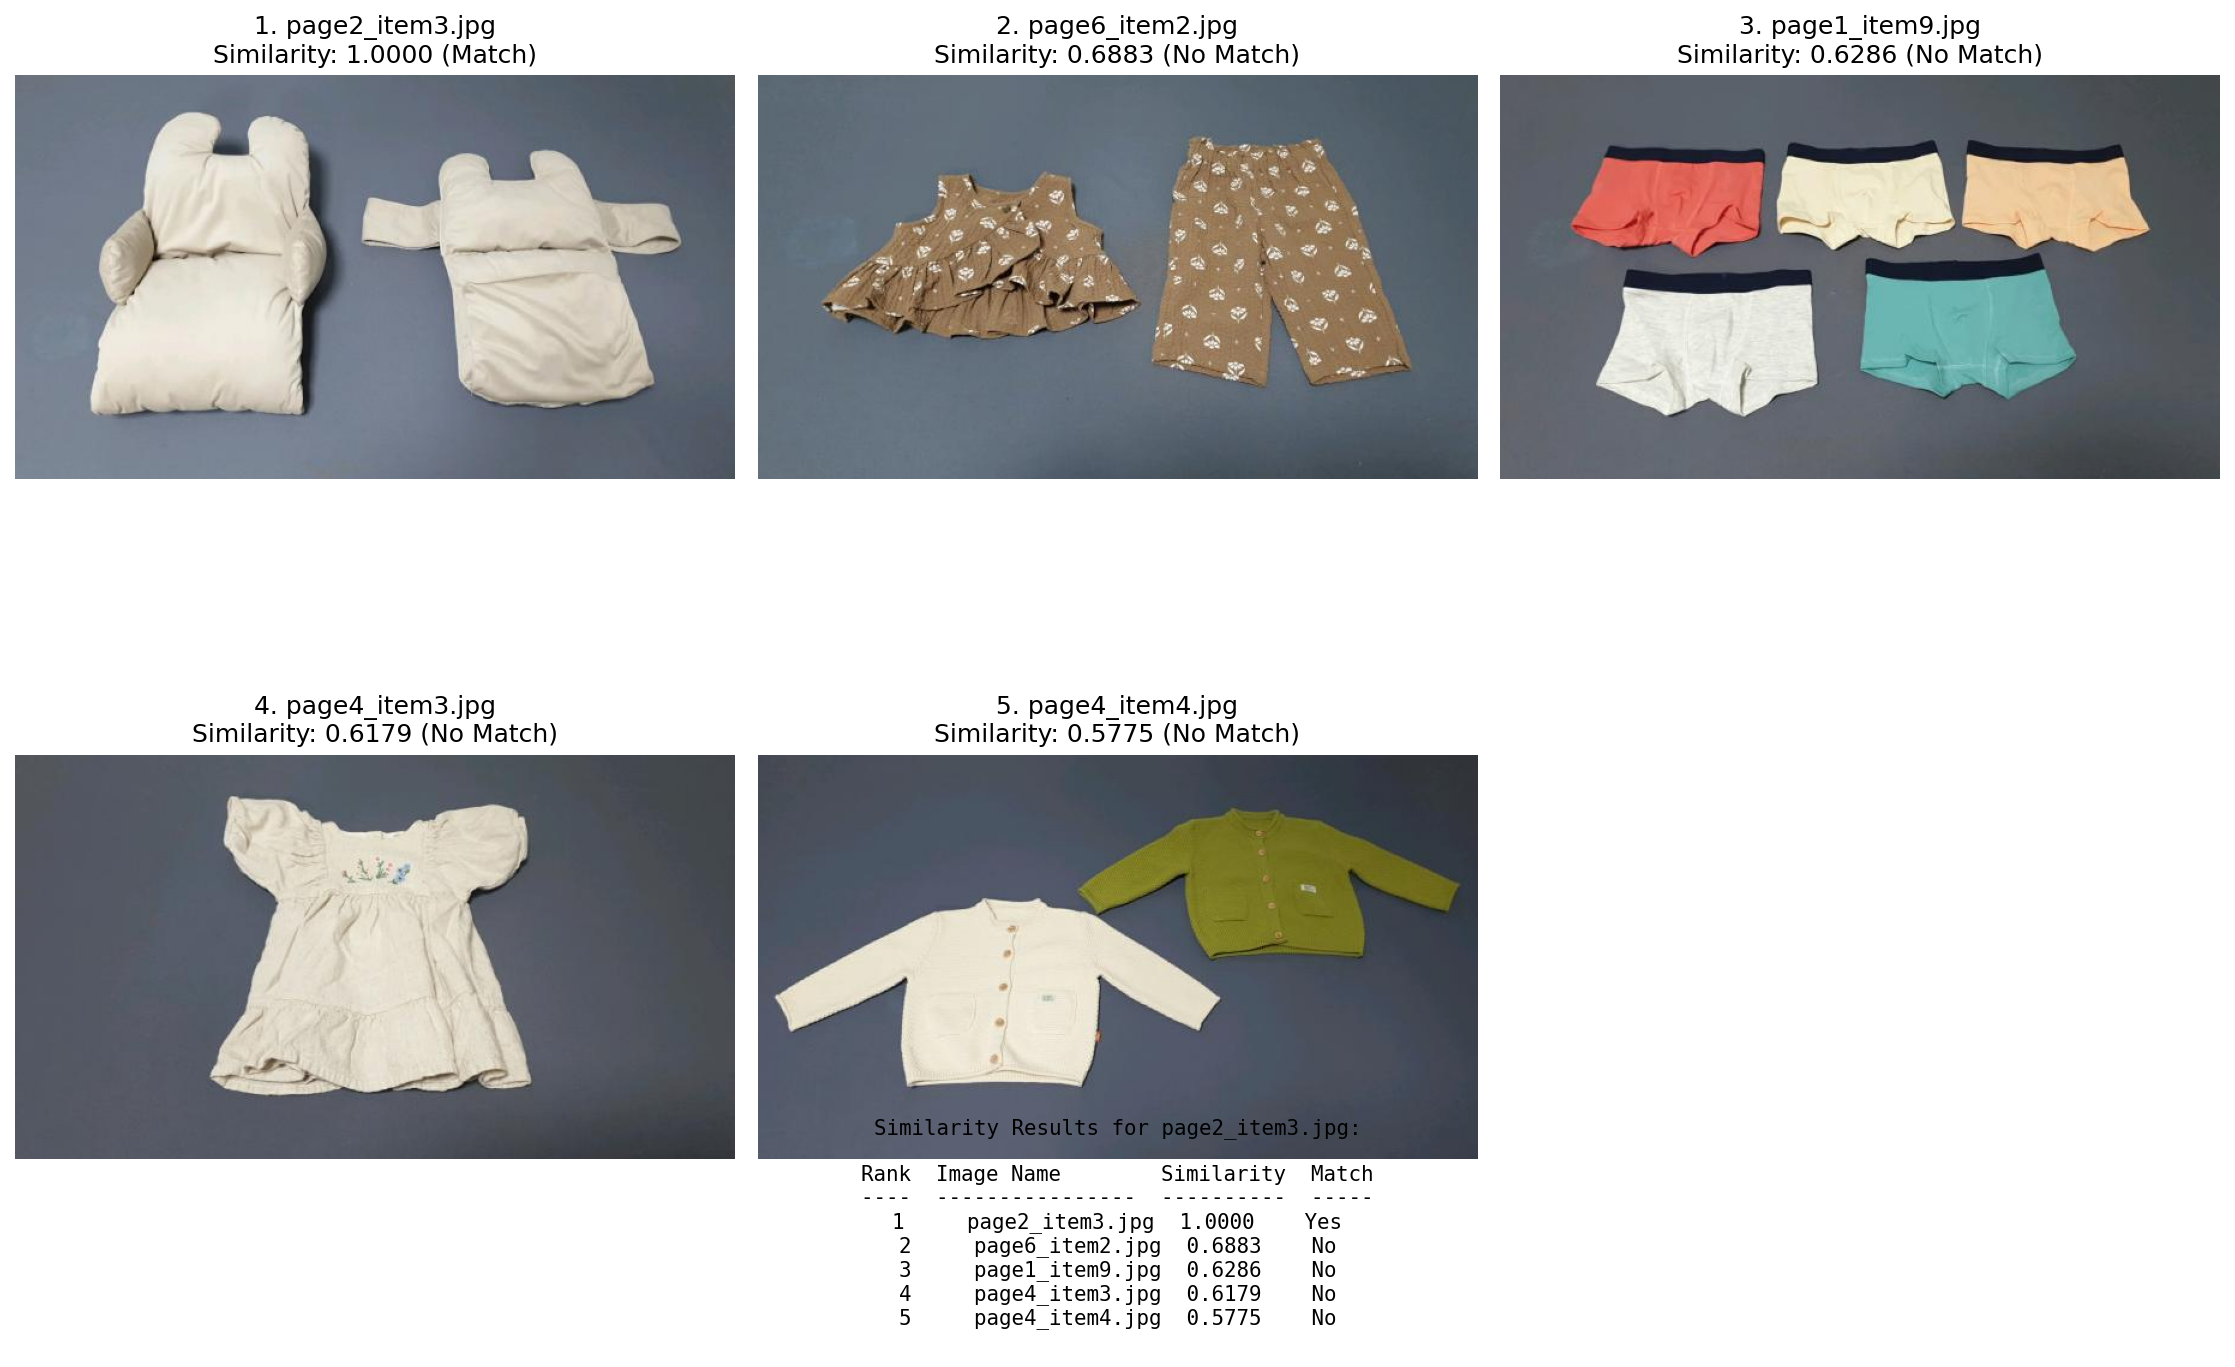 1. page2_item3.jpg
Similarity: 1.0000 (Match)
2. page6_item2.jpg
Similarity: 0.6883 (No Match)
3. page1_item9.jpg
Similarity: 0.6286 (No Match)
4. page4_item3.jpg
Similarity: 0.6179 (No Match)
5. page4_item4.jpg
Similarity: 0.5775 (No Match)
Similarity Results for page2_item3.jpg:
Rank  Image Name        Similarity  Match
----  ----------------  ----------  -----
1     page2_item3.jpg  1.0000    Yes
2     page6_item2.jpg  0.6883    No
3     page1_item9.jpg  0.6286    No
4     page4_item3.jpg  0.6179    No
5     page4_item4.jpg  0.5775    No